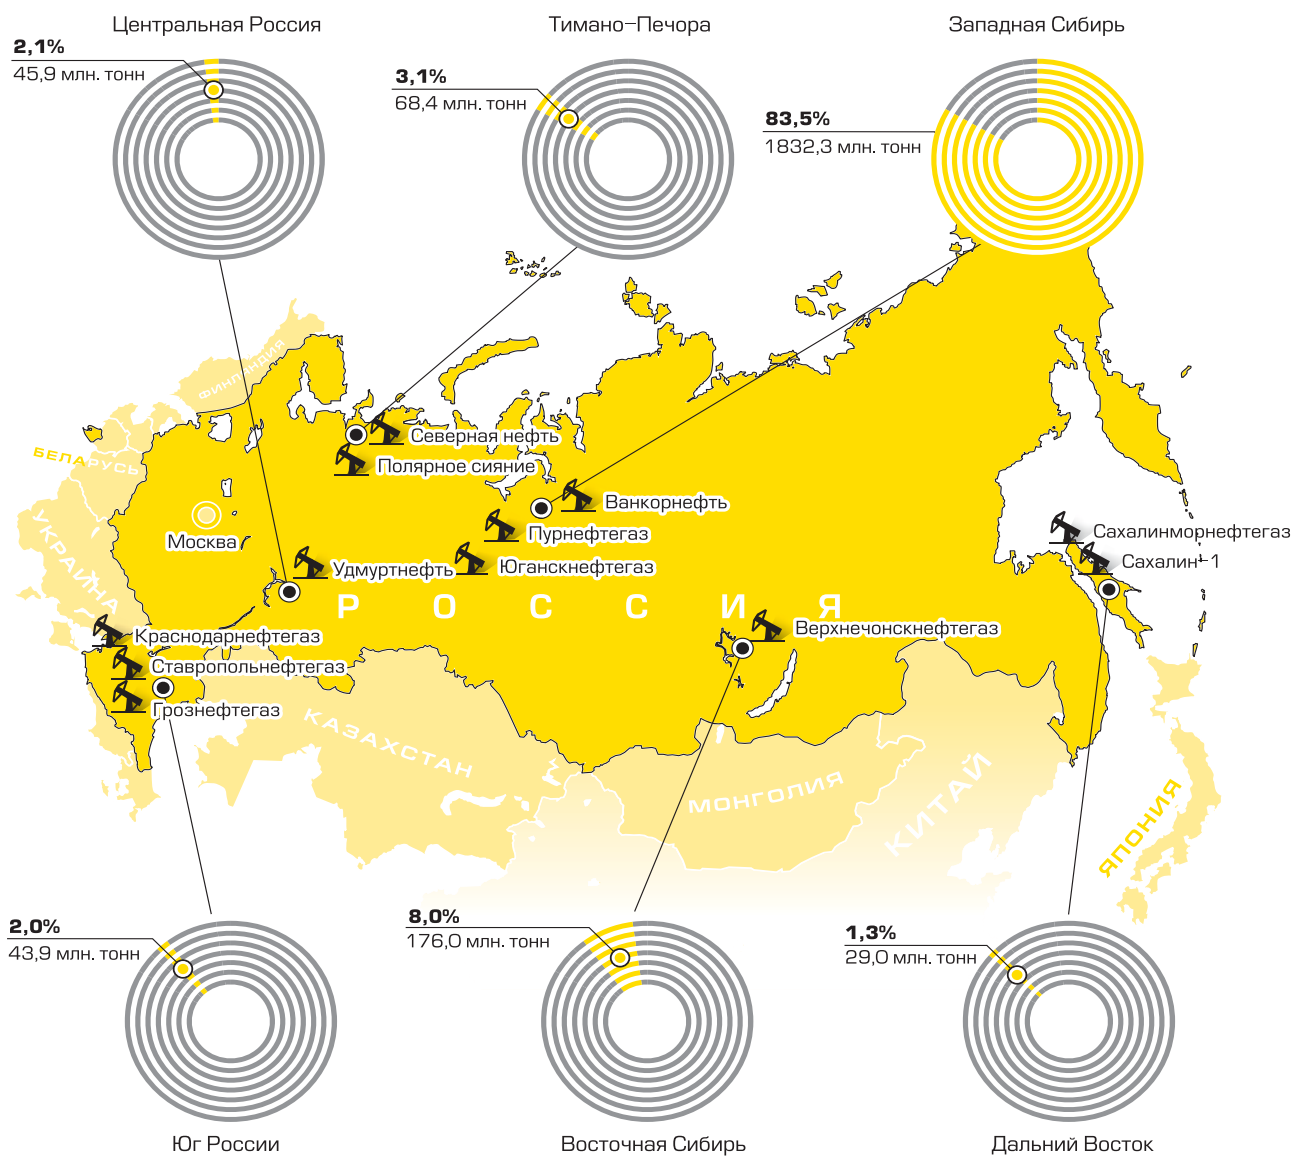 Центральная Россия
2,1%
45,9 млн. тонн
Тимано-Печора
3,1%
68,4 млн. тонн
Западная Сибирь
83,5%
1832,3 млн. тонн
ФИНЛЯНДИЯ
БЕЛАРУСЬ
УКРАИНА
Москва
Северная нефть
Полярное сияние
Ванкорнефть
Пурнефтегаз
Юганскнефтегаз
Удмуртнефть
РОССИЯ
Сахалинморнефтегаз
Сахалин-1
Верхнечонскнефтегаз
Краснодарнефтегаз
Ставропольнефтегаз
Грознефтегаз
КАЗАХСТАН
МОНГОЛИЯ
КИТАЙ
ЯПОНИЯ
2,0%
43,9 млн. тонн
Юг России
8,0%
176,0 млн. тонн
Восточная Сибирь
1,3%
29,0 млн. тонн
Дальний Восток